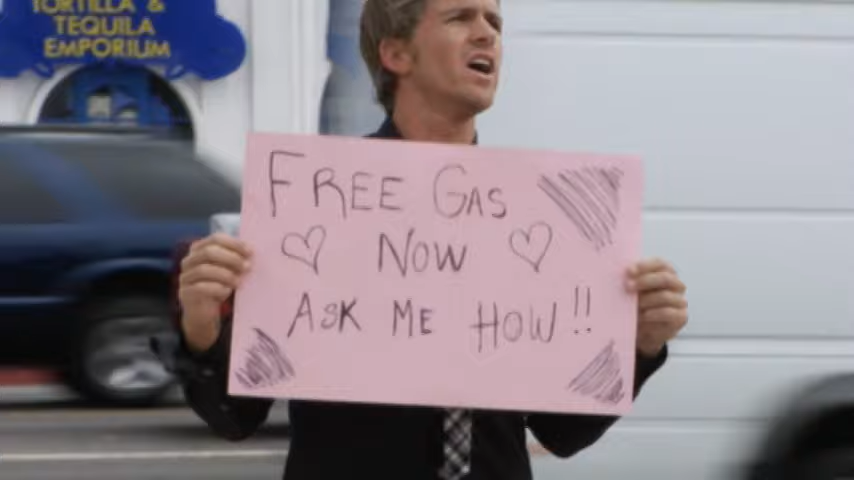 TORTILLA &
TEQUILA
EMPORIUM
FREE GAS
NOW
ASK ME HOW!!